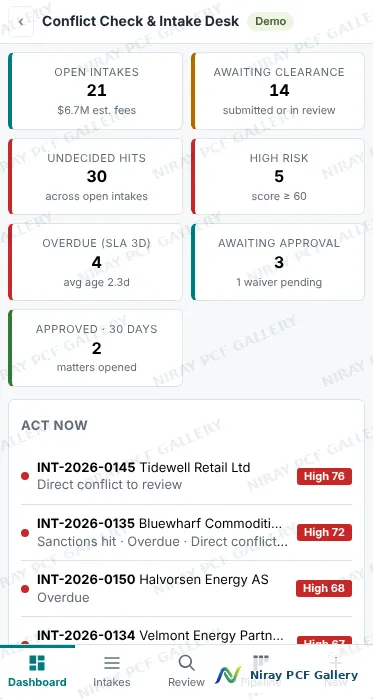 Conflict Check & Intake Desk Demo
OPEN INTAKES
21
$6.7M est. fees
AWAITING CLEARANCE
14
submitted or in review
UNDECIDED HITS
30
across open intakes
HIGH RISK
5
score ≥ 60
OVERDUE (SLA 3D)
4
avg age 2.3d
AWAITING APPROVAL
3
1 waiver pending
APPROVED · 30 DAYS
2
matters opened
ACT NOW
INT-2026-0145 Tidewell Retail Ltd
High 76
Direct conflict to review
INT-2026-0135 Bluewharf Commoditi...
High 72
Sanctions hit · Overdue · Direct conflict...
INT-2026-0150 Halvorsen Energy AS
High 68
Overdue
INT-2026-0134 Velmont Energy Partn...
High 67
Dashboard
Intakes
Review
Niray PCF Gallery
NIRAY PCF GALLERY